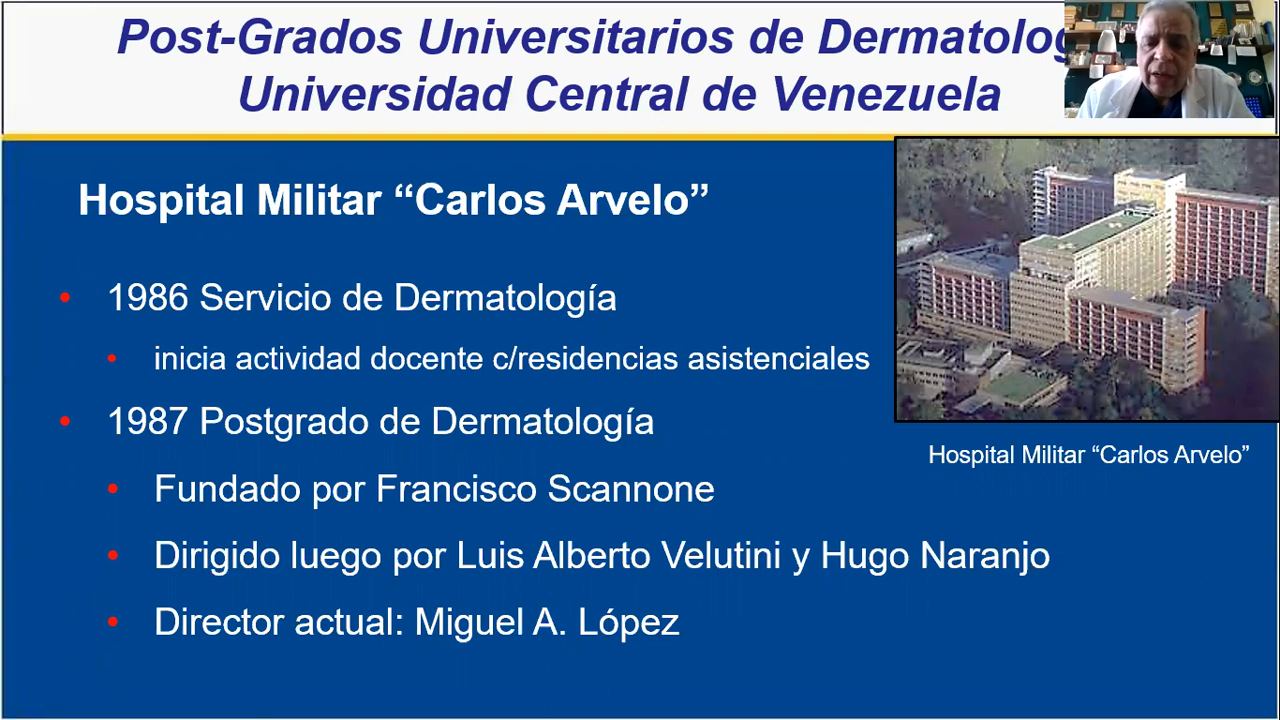 Post-Grados Universitarios de
Universidad Central de Venezuela
Hospital Militar “Carlos Arvelo”
• 1986 Servicio de Dermatología
• inicia actividad docente c/residencias asistenciales
• 1987 Postgrado de Dermatología
Hospital Militar “Carlos Arvelo”
• Fundado por Francisco Scannone
• Dirigido luego por Luis Alberto Velutini y Hugo Naranjo
• Director actual: Miguel A. López